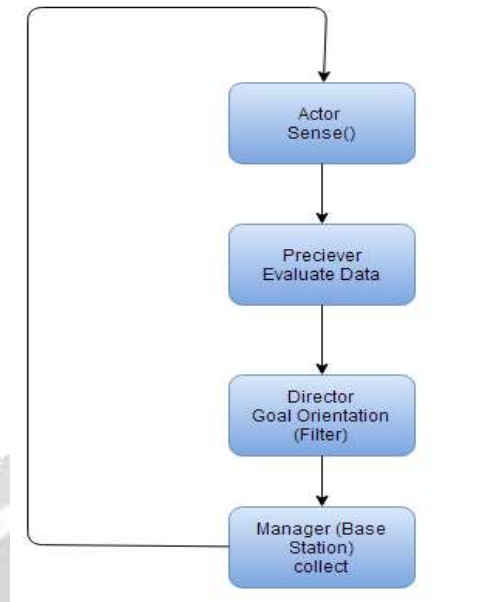 Actor
Sense()
Preciever
Evaluate Data
Director
Goal Orientation
(Filter)
Manager (Base
Station)
collect